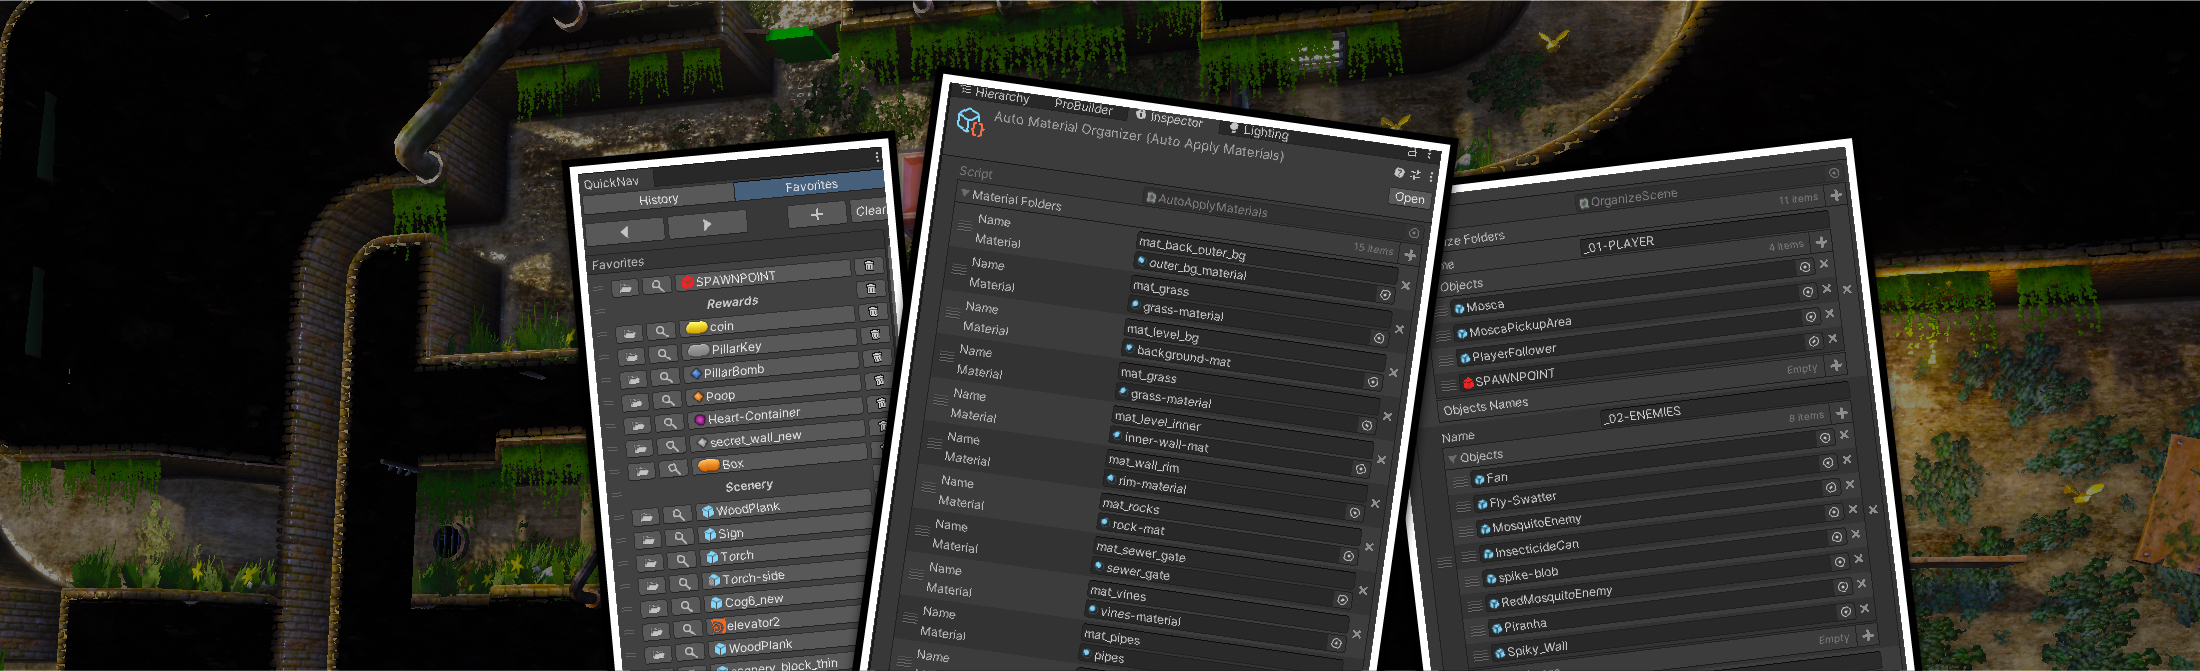 QuickNav
History
Favorites
Clear
Favorites
SPAWNPOINT
Rewards
coin
PillarKey
PillarBomb
Poop
Heart-Container
secret_wall_new
Box
Scenery
WoodPlank
Sign
Torch
Torch-side
Cog6_new
elevator2
WoodPlank
scenery_block_thin
Hierarchy
ProBuilder
Inspector
Lighting
Auto Material Organizer (Auto Apply Materials)
Open
Script
AutoApplyMaterials
Material Folders
15 items
Name
mat_back_outer_bg
Material
outer_bg_material
Name
mat_grass
Material
grass-material
Name
mat_level_bg
Material
background-mat
Name
mat_grass
Material
grass-material
Name
mat_level_inner
Material
inner-wall-mat
Name
mat_wall_rim
Material
rim-material
Name
mat_rocks
Material
rock-mat
Name
mat_sewer_gate
Material
sewer_gate
Name
mat_vines
Material
vines-material
Name
mat_pipes
Material
pipes
Name
OrganizeScene
ze Folders
11 items
me
_01-PLAYER
Objects
4 items
Mosca
MoscaPickupArea
PlayerFollower
SPAWNPOINT
Objects Names
Empty
Name
_02-ENEMIES
Objects
8 items
Fan
Fly-Swatter
MosquitoEnemy
InsecticideCan
spike-blob
RedMosquitoEnemy
Piranha
Spiky_Wall
Empty